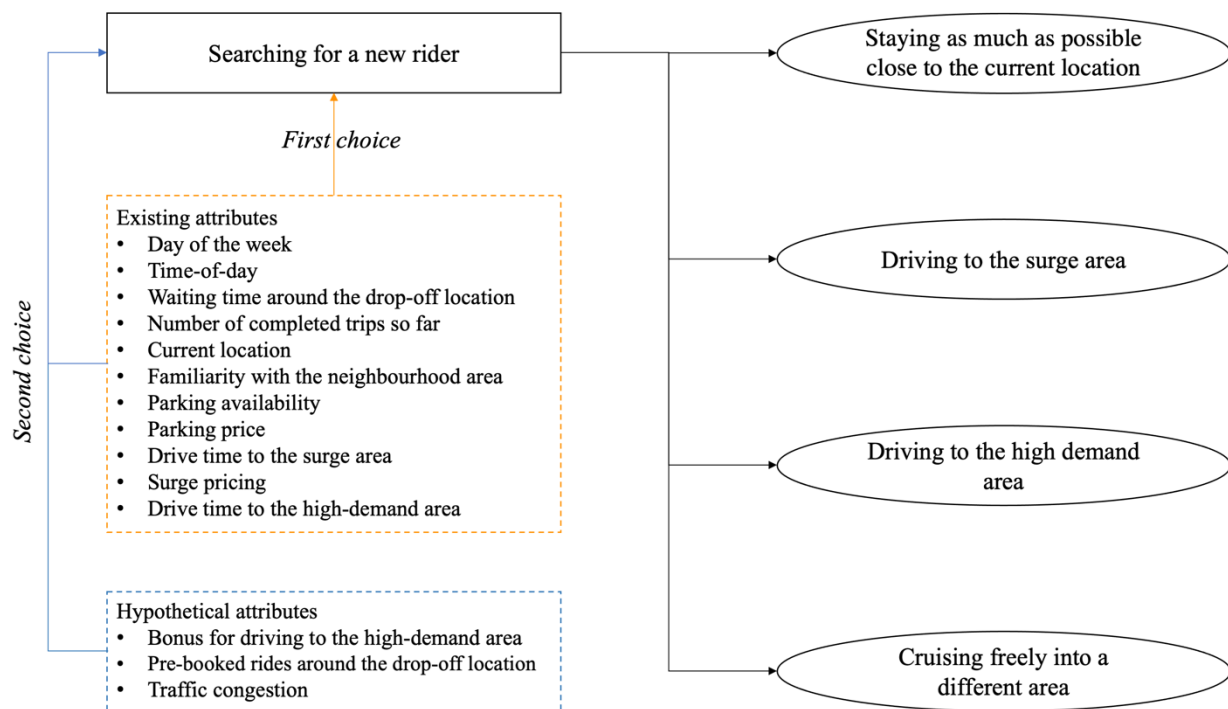 Searching for a new rider
First choice
Second choice
Existing attributes
• Day of the week
• Time-of-day
• Waiting time around the drop-off location
• Number of completed trips so far
• Current location
• Familiarity with the neighbourhood area
• Parking availability
• Parking price
• Drive time to the surge area
• Surge pricing
• Drive time to the high-demand area
Hypothetical attributes
• Bonus for driving to the high-demand area
• Pre-booked rides around the drop-off location
• Traffic congestion
Staying as much as possible
close to the current location
Driving to the surge area
Driving to the high demand
area
Cruising freely into a
different area